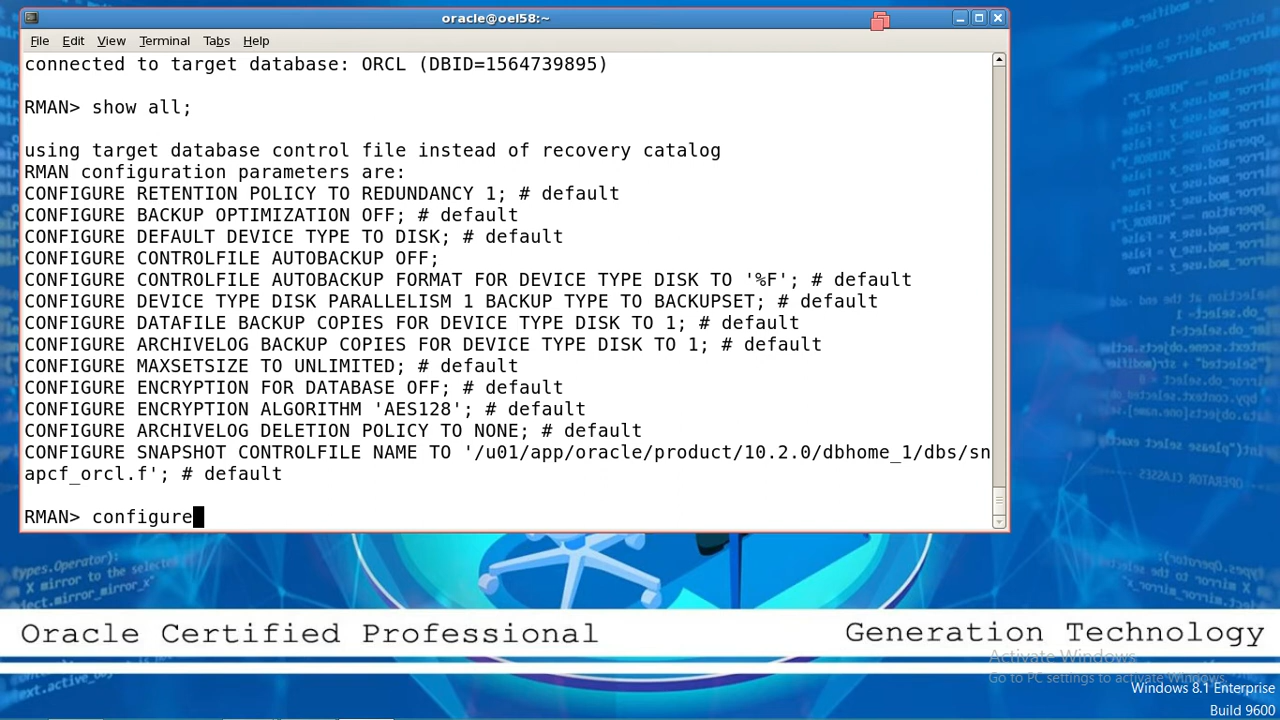 oracle@oel58:~
File Edit View Terminal Tabs Help
connected to target database: ORCL (DBID=1564739895)
RMAN> show all;
using target database control file instead of recovery catalog
RMAN configuration parameters are:
CONFIGURE RETENTION POLICY TO REDUNDANCY 1; # default
CONFIGURE BACKUP OPTIMIZATION OFF; # default
CONFIGURE DEFAULT DEVICE TYPE TO DISK; # default
CONFIGURE CONTROLFILE AUTOBACKUP OFF;
CONFIGURE CONTROLFILE AUTOBACKUP FORMAT FOR DEVICE TYPE DISK TO '%F'; # default
CONFIGURE DEVICE TYPE DISK PARALLELISM 1 BACKUP TYPE TO BACKUPSET; # default
CONFIGURE DATAFILE BACKUP COPIES FOR DEVICE TYPE DISK TO 1; # default
CONFIGURE ARCHIVELOG BACKUP COPIES FOR DEVICE TYPE DISK TO 1; # default
CONFIGURE MAXSETSIZE TO UNLIMITED; # default
CONFIGURE ENCRYPTION FOR DATABASE OFF; # default
CONFIGURE ENCRYPTION ALGORITHM 'AES128'; # default
CONFIGURE ARCHIVELOG DELETION POLICY TO NONE; # default
CONFIGURE SNAPSHOT CONTROLFILE NAME TO '/u01/app/oracle/product/10.2.0/dbhome_1/dbs/sn
apcf_orcl.f'; # default
RMAN> configure
Oracle Certified Professional
Generation Technology
Activate Windows
Go to PC settings to activate Windows.
Windows 8.1 Enterprise
Build 9600